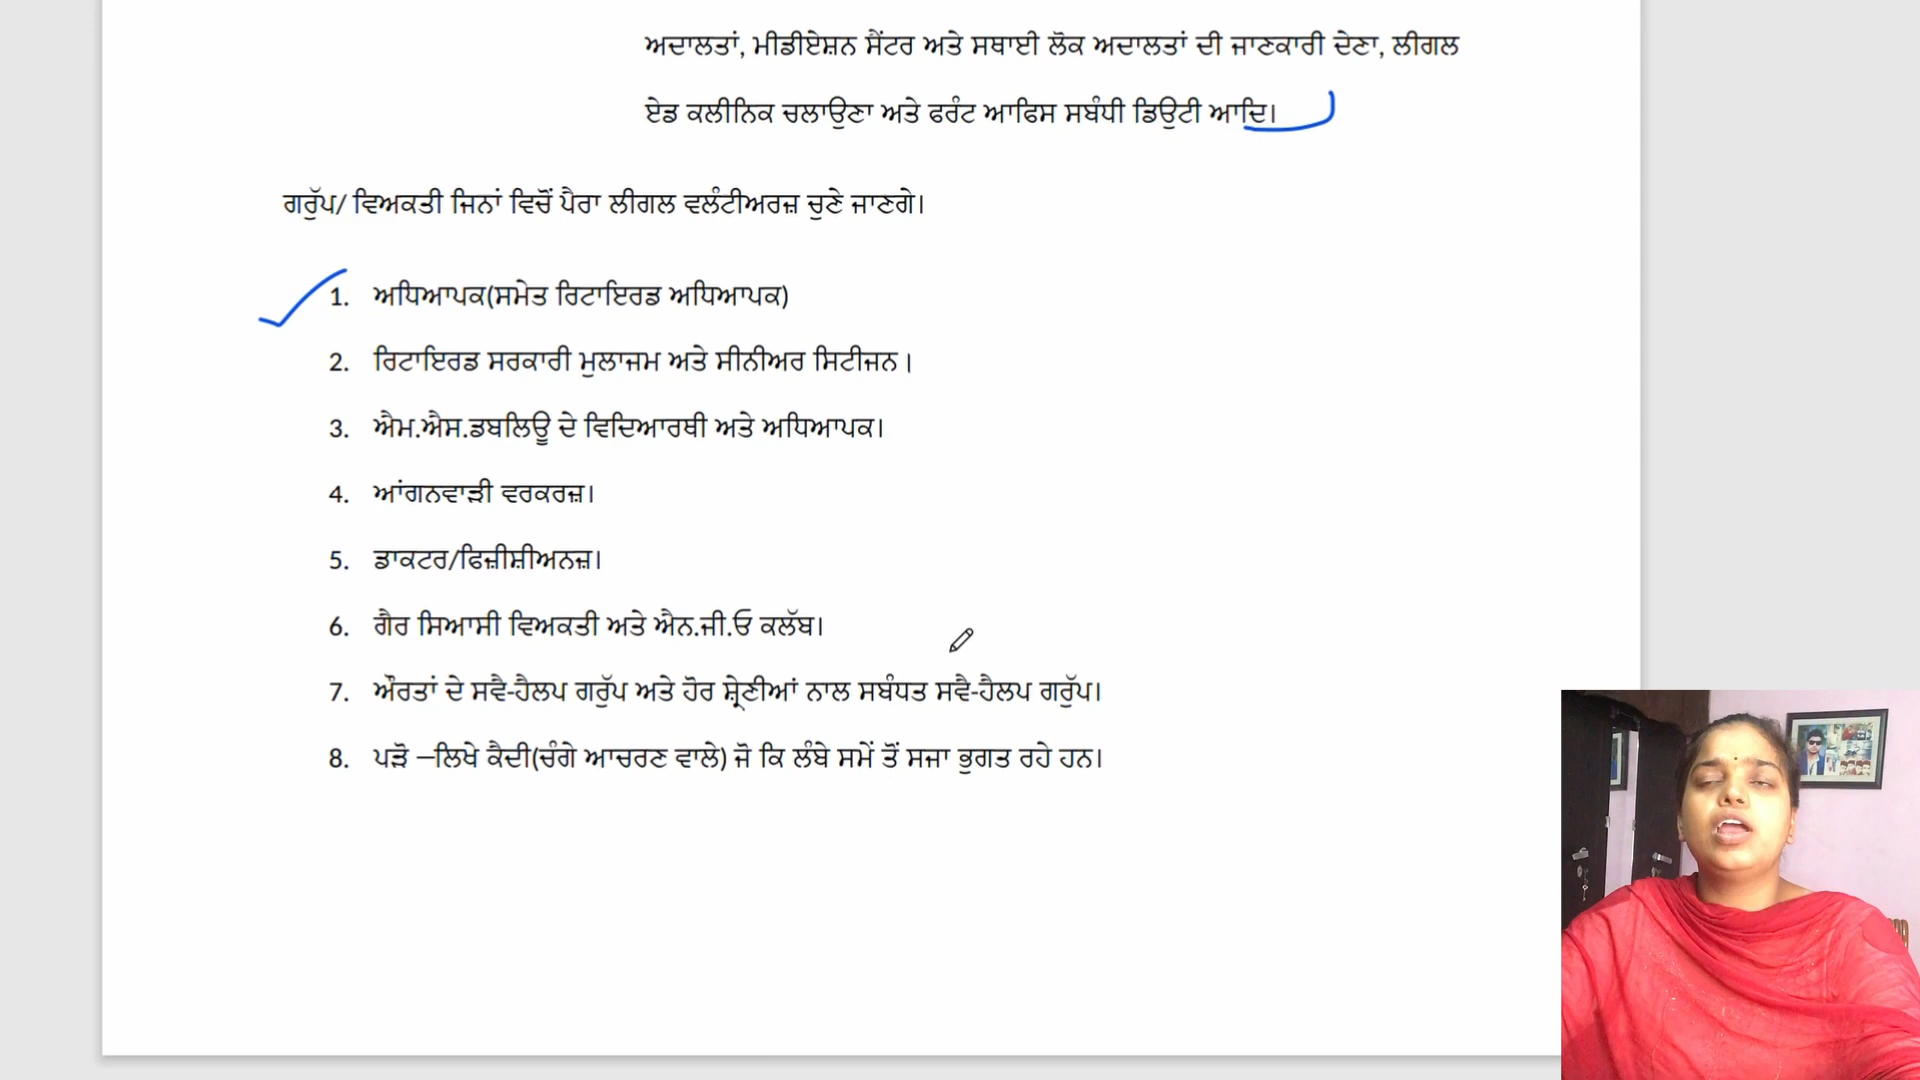 ਅਦਾਲਤਾਂ, ਮੀਡੀਏਸ਼ਨ ਸੈਂਟਰ ਅਤੇ ਸਥਾਈ ਲੋਕ ਅਦਾਲਤਾਂ ਦੀ ਜਾਣਕਾਰੀ ਦੇਣਾ, ਲੀਗਲ
ਏਡ ਕਲੀਨਿਕ ਚਲਾਉਣਾ ਅਤੇ ਫਰੰਟ ਆਫਿਸ ਸਬੰਧੀ ਡਿਊਟੀ ਆਦਿ।
ਗਰੁੱਪ/ ਵਿਅਕਤੀ ਜਿਨਾਂ ਵਿਚੋਂ ਪੈਰਾ ਲੀਗਲ ਵਲੰਟੀਅਰਜ਼ ਚੁਣੇ ਜਾਣਗੇ।
1. ਅਧਿਆਪਕ(ਸਮੇਤ ਰਿਟਾਇਰਡ ਅਧਿਆਪਕ)
2. ਰਿਟਾਇਰਡ ਸਰਕਾਰੀ ਮੁਲਾਜਮ ਅਤੇ ਸੀਨੀਅਰ ਸਿਟੀਜਨ।
3. ਐਮ.ਐਸ.ਡਬਲਿਊ ਦੇ ਵਿਦਿਆਰਥੀ ਅਤੇ ਅਧਿਆਪਕ।
4. ਆਂਗਨਵਾੜੀ ਵਰਕਰਜ਼।
5. ਡਾਕਟਰ/ਫਿਜ਼ੀਸ਼ੀਅਨਜ਼।
6. ਗੈਰ ਸਿਆਸੀ ਵਿਅਕਤੀ ਅਤੇ ਐਨ.ਜੀ.ਓ ਕਲੱਬ।
7. ਔਰਤਾਂ ਦੇ ਸਵੈ-ਹੈਲਪ ਗਰੁੱਪ ਅਤੇ ਹੋਰ ਸ਼੍ਰੇਣੀਆਂ ਨਾਲ ਸਬੰਧਤ ਸਵੈ-ਹੈਲਪ ਗਰੁੱਪ।
8. ਪੜੋ –ਲਿਖੇ ਕੈਦੀ(ਚੰਗੇ ਆਚਰਣ ਵਾਲੇ) ਜੋ ਕਿ ਲੰਬੇ ਸਮੇਂ ਤੋਂ ਸਜਾ ਭੁਗਤ ਰਹੇ ਹਨ।